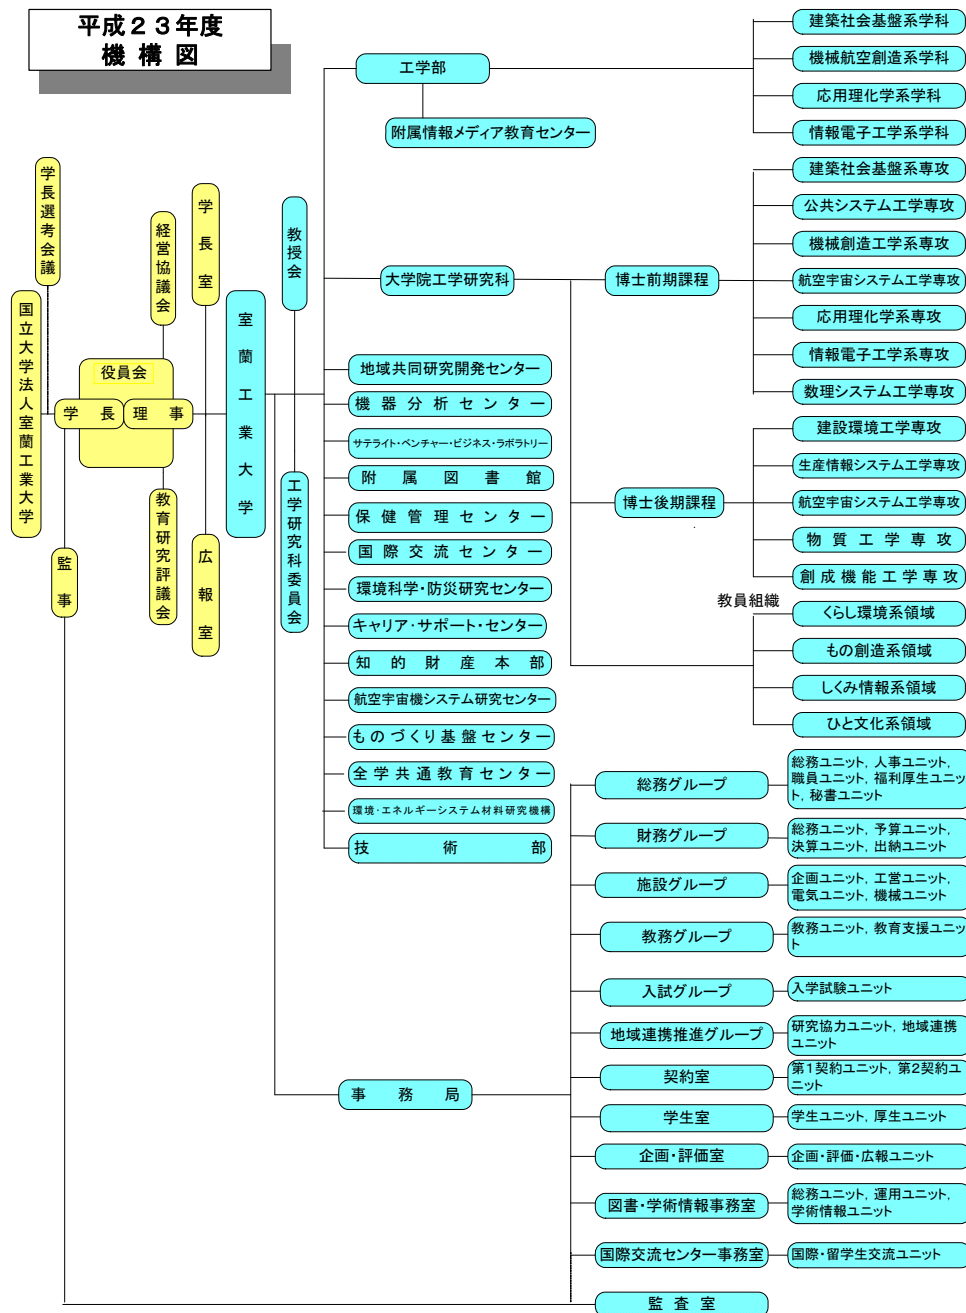 平成２３年度
機 構 図
学長選考会議
国立大学法人室蘭工業大学
経営協議会
学長室
役員会
学 長
理 事
監事
教育研究評議会
広報室
室蘭工業大学
教授会
工学研究科委員会
工学部
附属情報メディア教育センター
建築社会基盤系学科
機械航空創造系学科
応用理化学系学科
情報電子工学系学科
大学院工学研究科
博士前期課程
建築社会基盤系専攻
公共システム工学専攻
機械創造工学系専攻
航空宇宙システム工学専攻
応用理化学系専攻
情報電子工学系専攻
数理システム工学専攻
博士後期課程
建設環境工学専攻
生産情報システム工学専攻
航空宇宙システム工学専攻
物 質 工 学 専 攻
創成機能工学専攻
教員組織
くらし環境系領域
もの創造系領域
しくみ情報系領域
ひと文化系領域
地域共同研究開発センター
機器分析センター
サテライト・ベンチャー・ビジネス・ラボラトリー
附 属 図 書 館
保健管理センター
国際交流センター
環境科学・防災研究センター
キャリア・サポート・センター
知 的 財 産 本 部
航空宇宙機システム研究センター
ものづくり基盤センター
全学共通教育センター
環境・エネルギーシステム材料研究機構
技 術 部
事 務 局
総務グループ
総務ユニット, 人事ユニット,
職員ユニット, 福利厚生ユニッ
ト, 秘書ユニット
財務グループ
総務ユニット, 予算ユニット,
決算ユニット, 出納ユニット
施設グループ
企画ユニット, 工営ユニット,
電気ユニット, 機械ユニット
教務グループ
教務ユニット, 教育支援ユニッ
ト
入試グループ
入学試験ユニット
地域連携推進グループ
研究協力ユニット, 地域連携
ユニット
契約室
第1契約ユニット, 第2契約ユ
ニット
学生室
学生ユニット, 厚生ユニット
企画・評価室
企画・評価・広報ユニット
図書・学術情報事務室
総務ユニット, 運用ユニット,
学術情報ユニット
国際交流センター事務室
国際・留学生交流ユニット
監 査 室